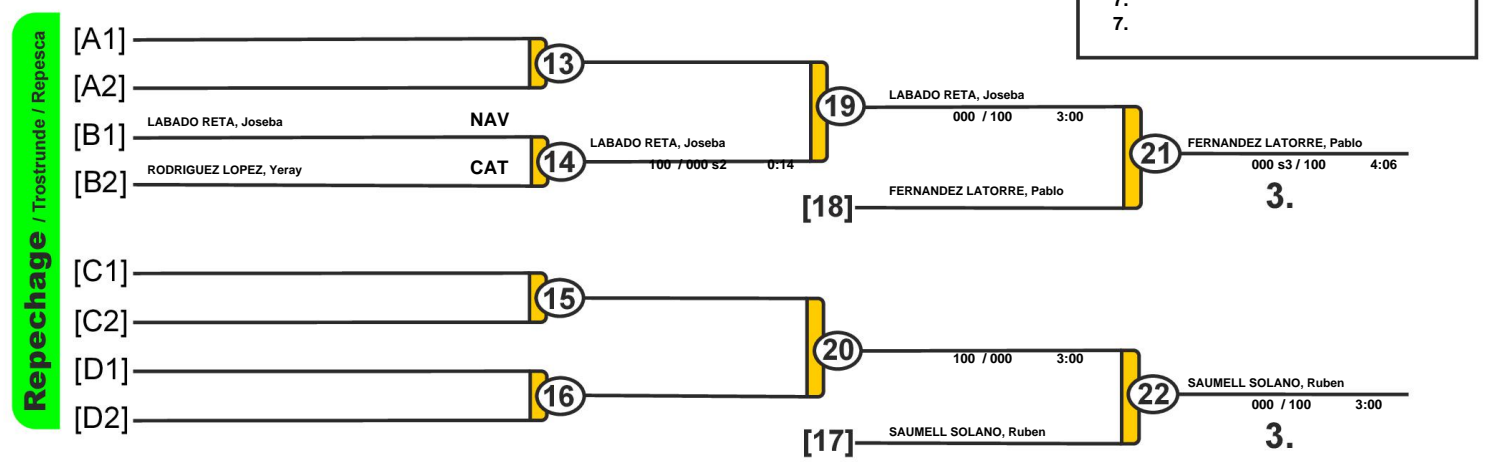 7.
7.
Repechage / Trostrunde / Repesca
[A1]
13
[A2]
[B1] LABADO RETA, Joseba NAV
14
[B2] RODRIGUEZ LOPEZ, Yeray CAT
LABADO RETA, Joseba
100 / 000 s2 0:14
19
LABADO RETA, Joseba
000 / 100 3:00
[18] FERNANDEZ LATORRE, Pablo
21
FERNANDEZ LATORRE, Pablo
000 s3 / 100 4:06
3.
[C1]
15
[C2]
[D1]
16
[D2]
20
100 / 000 3:00
[17] SAUMELL SOLANO, Ruben
22
SAUMELL SOLANO, Ruben
000 / 100 3:00
3.